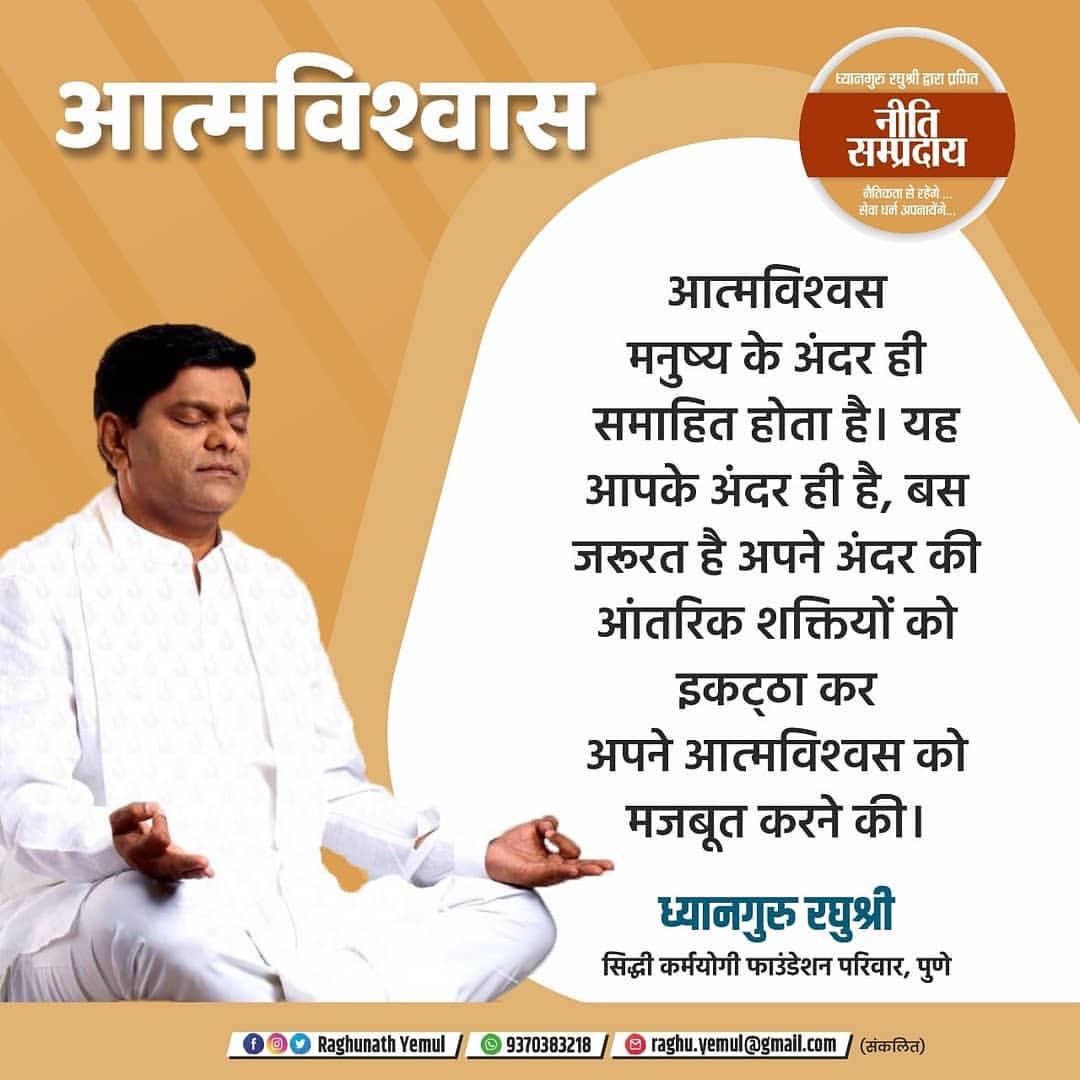 आत्मविश्वास
ध्यानगुरु रघुश्री द्वारा प्रणित
नीति
सम्प्रदाय
नैतिकता से रहेंगे ...
सेवा धर्म अपनायेंगे...
आत्मविश्वस
मनुष्य के अंदर ही
समाहित होता है। यह
आपके अंदर ही है, बस
जरूरत है अपने अंदर की
आंतरिक शक्तियों को
इकट्ठा कर
अपने आत्मविश्वस को
मजबूत करने की।
ध्यानगुरु रघुश्री
सिद्धी कर्मयोगी फाउंडेशन परिवार, पुणे
Raghunath Yemul / 9370383218 / raghu.yemul@gmail.com / (संकलित)